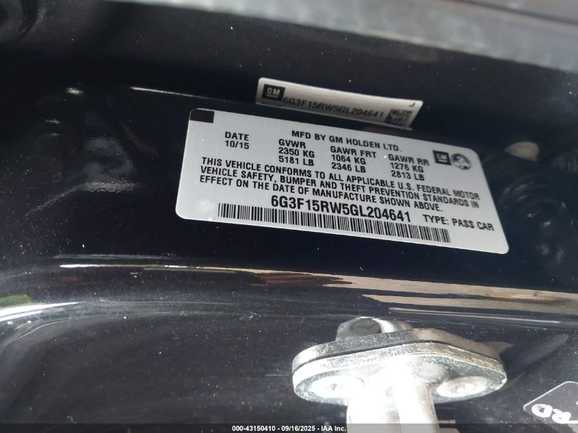 GM
6G3F15RW5GL204641
J
MFD BY GM HOLDEN LTD.
DATE GVWR GAWR FRT GAWR RR
10/15 2350 KG 1064 KG 1276 KG
5181 LB 2346 LB 2813 LB
GM
THIS VEHICLE CONFORMS TO ALL APPLICABLE U.S. FEDERAL MOTOR
VEHICLE SAFETY, BUMPER AND THEFT PREVENTION STANDARDS IN
EFFECT ON THE DATE OF MANUFACTURE SHOWN ABOVE.
6G3F15RW5GL204641 TYPE: PASS CAR
RD
000-43150410 - 09/16/2025 - IAA Inc.